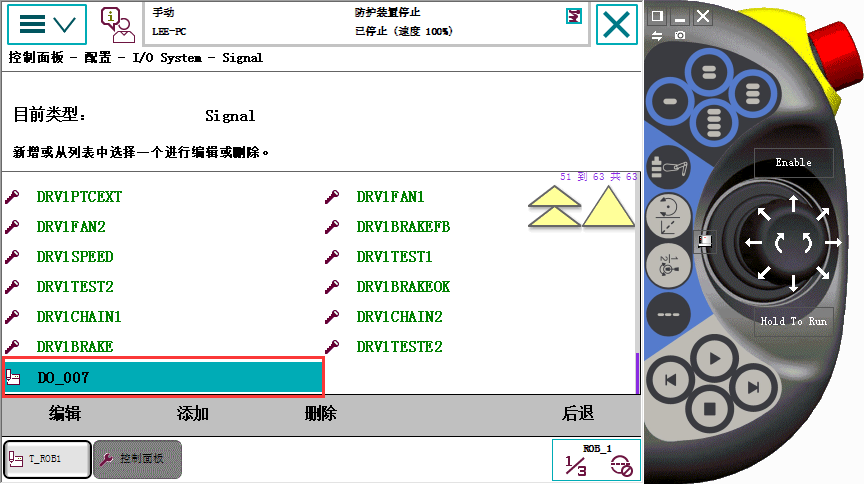 手动
LEE-PC
防护装置停止
已停止 (速度 100%)
控制面板 - 配置 - I/O System - Signal
目前类型: Signal
新增或从列表中选择一个进行编辑或删除。
51 到 63 共 63
DRV1PTCEXT DRV1FAN1
DRV1FAN2 DRV1BRAKEFB
DRV1SPEED DRV1TEST1
DRV1TEST2 DRV1BRAKEOK
DRV1CHAIN1 DRV1CHAIN2
DRV1BRAKE DRV1TESTE2
DO_007
编辑 添加 删除 后退
T_ROB1
控制面板
ROB_1
1/3
Enable
Hold To Run